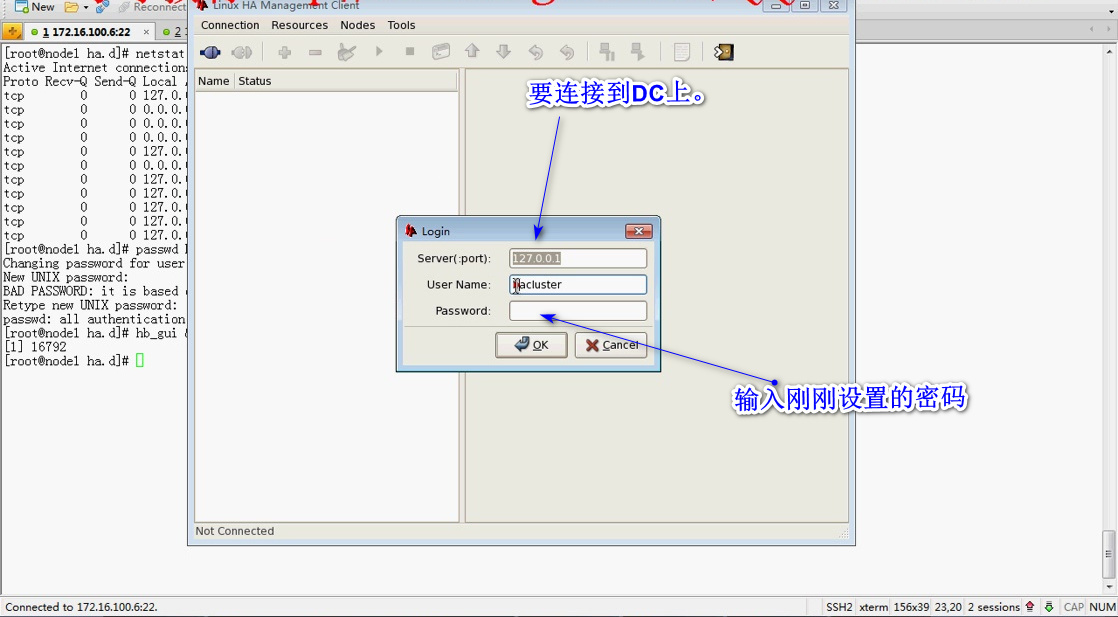 New
Reconnect
Linux HA Management Client
1 172.16.100.6:22
2
Connection Resources Nodes Tools
[root@node1 ha.d]# netstat
Active Internet connections
Proto Recv-Q Send-Q Local
tcp 0 0 127.0.
tcp 0 0 0.0.0.
tcp 0 0 0.0.0.
tcp 0 0 0.0.0.
tcp 0 0 127.0.
tcp 0 0 0.0.0.
tcp 0 0 127.0.
tcp 0 0 127.0.
tcp 0 0 127.0.
tcp 0 0 127.0.
tcp 0 0 127.0.
[root@node1 ha.d]# passwd
Changing password for user
New UNIX password:
BAD PASSWORD: it is based
Retype new UNIX password:
passwd: all authentication
[root@node1 ha.d]# hb_gui &
[1] 16792
[root@node1 ha.d]#
Name Status
要连接到DC上。
Login
Server(:port): 127.0.0.1
User Name: hacluster
Password:
OK Cancel
输入刚刚设置的密码
Not Connected
Connected to 172.16.100.6:22.
SSH2 xterm 156x39 23,20 2 sessions CAP NUM